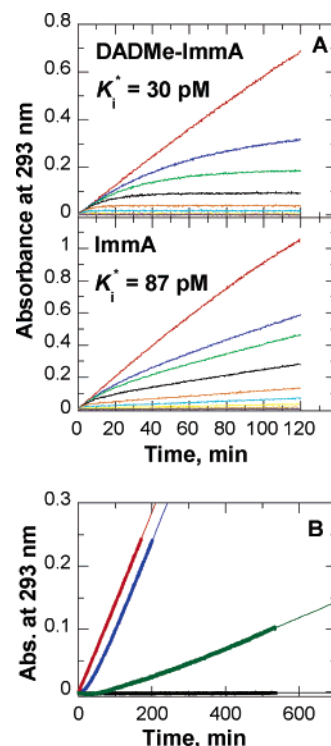 A
DADMe-ImmA
K_i^* = 30 pM
0.8
0.6
0.4
0.2
0
Absorbance at 293 nm
ImmA
K_i^* = 87 pM
1
0.8
0.6
0.4
0.2
0
0 20 40 60 80 100 120
Time, min
B
0.3
0.2
0.1
0
Abs. at 293 nm
0 200 400 600
Time, min